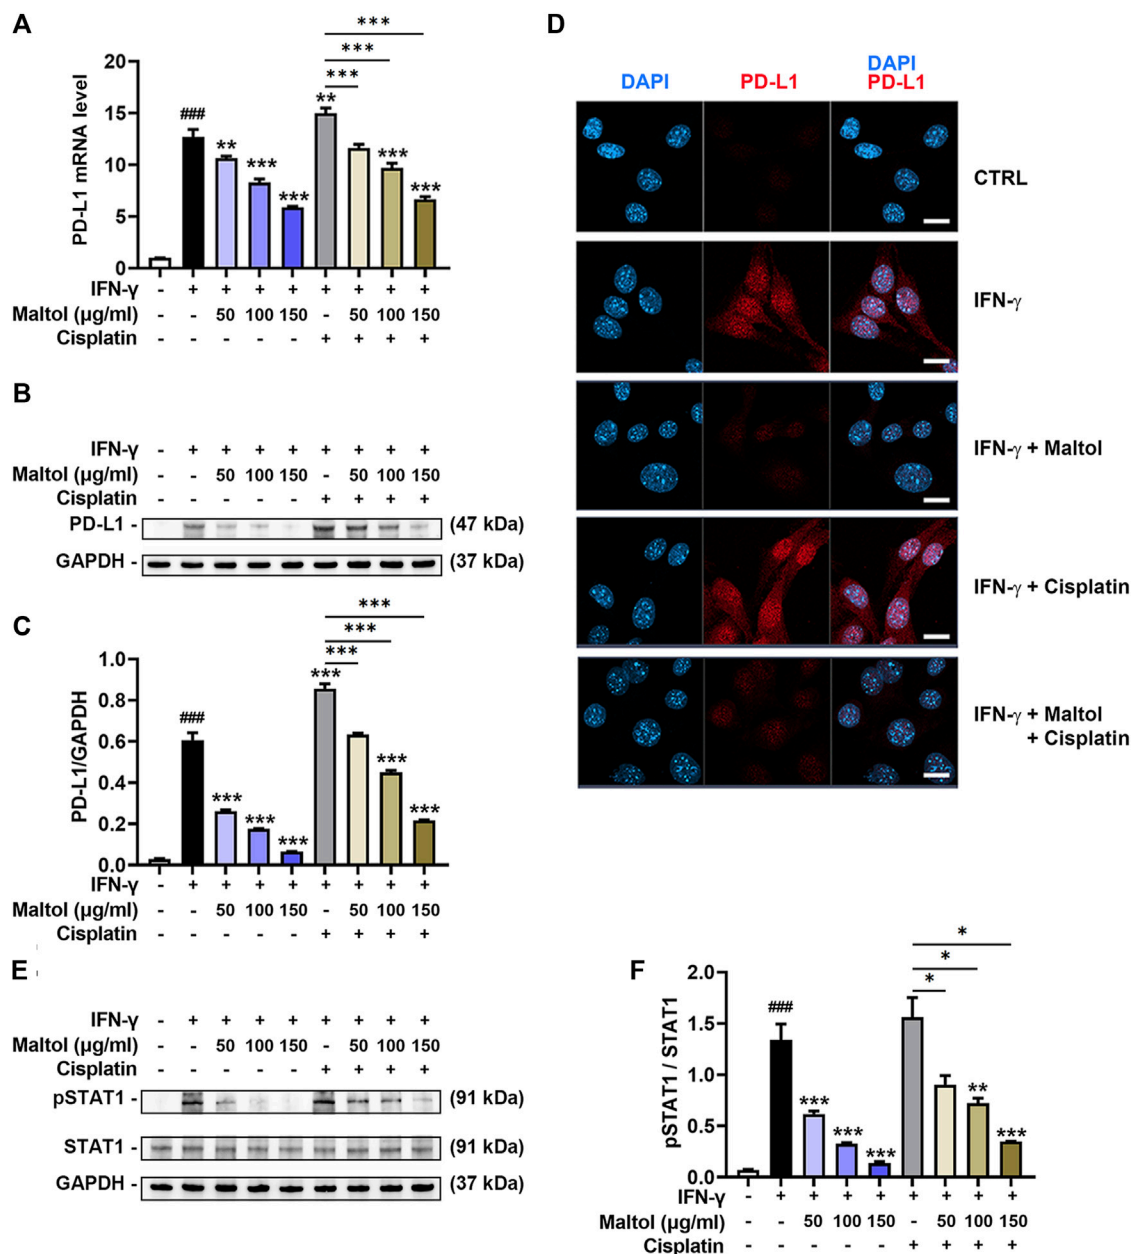 A
***
***
***
20
15
10
5
0
PD-L1 mRNA level
###
**
***
***
**
***
***
IFN-γ - + + + + + + + +
Maltol (µg/ml) - - 50 100 150 - 50 100 150
Cisplatin - - - - - + + + +
B
IFN-γ - + + + + + + + +
Maltol (µg/ml) - - 50 100 150 - 50 100 150
Cisplatin - - - - - + + + +
PD-L1 - (47 kDa)
GAPDH - (37 kDa)
C
***
***
***
1.0
0.8
0.6
0.4
0.2
0.0
PD-L1/GAPDH
###
***
***
***
***
***
***
IFN-γ - + + + + + + + +
Maltol (µg/ml) - - 50 100 150 - 50 100 150
Cisplatin - - - - - + + + +
D
DAPI PD-L1 DAPI
PD-L1
CTRL
IFN-γ
IFN-γ + Maltol
IFN-γ + Cisplatin
IFN-γ + Maltol
+ Cisplatin
E
IFN-γ - + + + + + + + +
Maltol (µg/ml) - - 50 100 150 - 50 100 150
Cisplatin - - - - - + + + +
pSTAT1 - (91 kDa)
STAT1 - (91 kDa)
GAPDH - (37 kDa)
F
*
*
*
2.0
1.5
1.0
0.5
0.0
pSTAT1 / STAT1
###
***
***
***
**
***
IFN-γ - + + + + + + + +
Maltol (µg/ml) - - 50 100 150 - 50 100 150
Cisplatin - - - - - + + + +